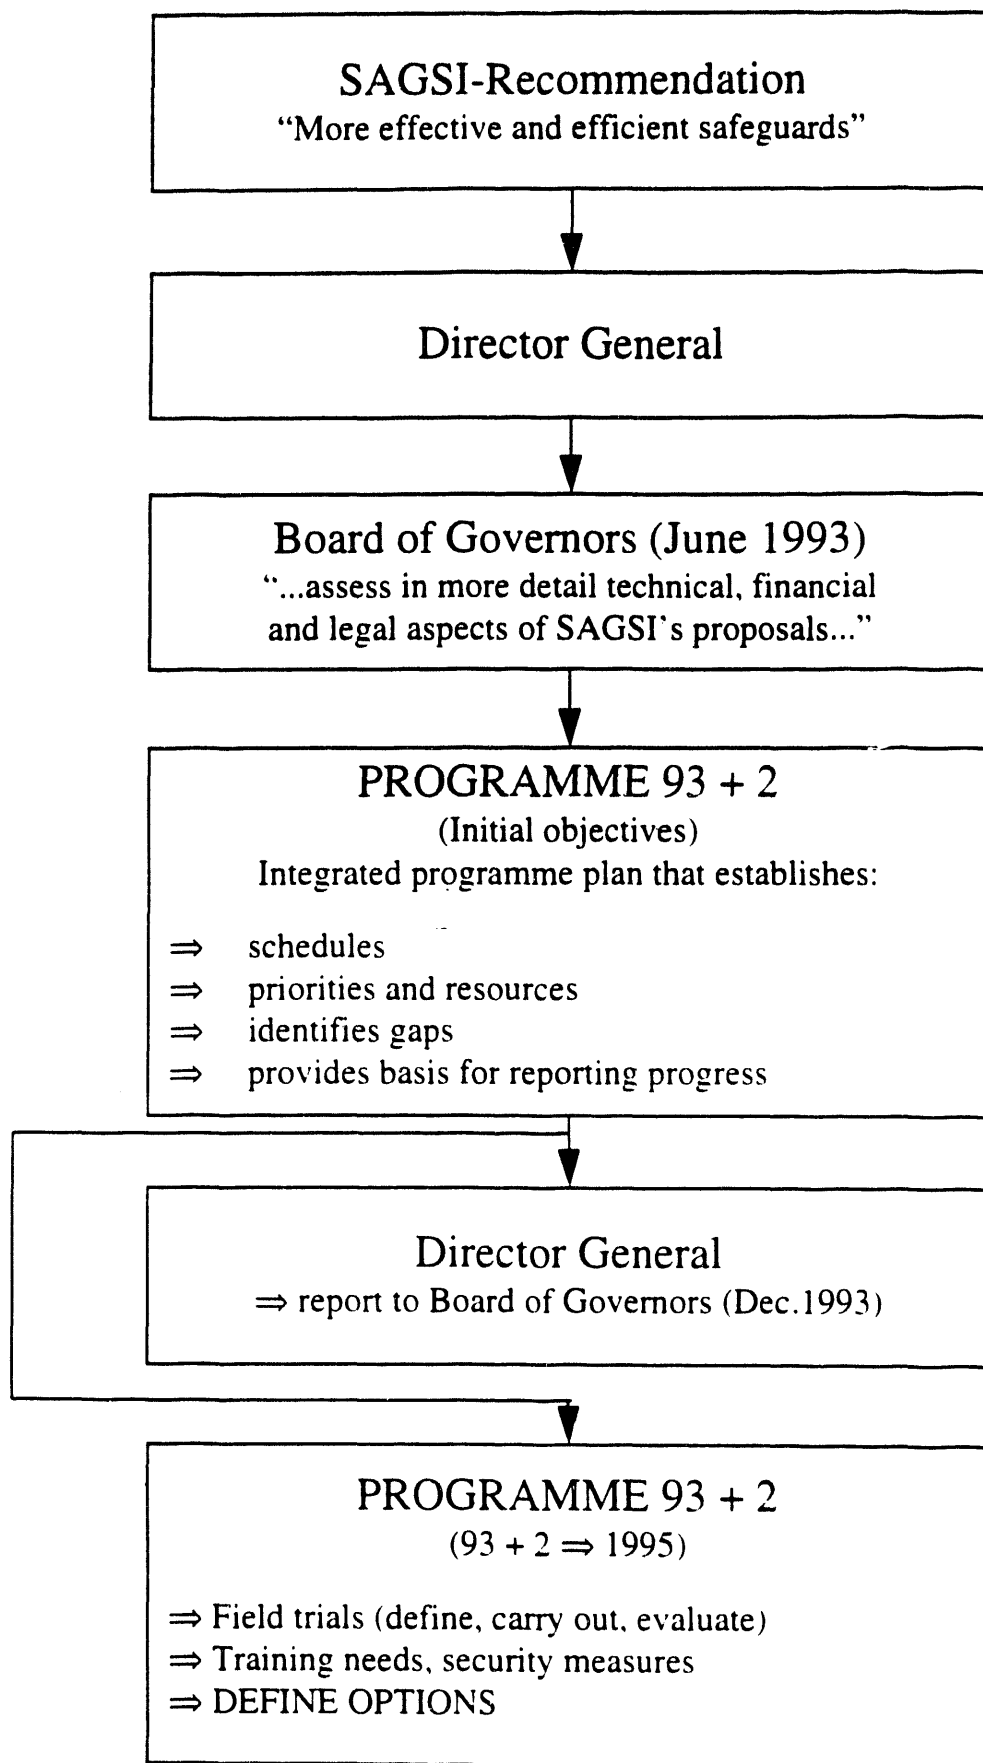 SAGSI-Recommendation
“More effective and efficient safeguards”
Director General
Board of Governors (June 1993)
“...assess in more detail technical, financial
and legal aspects of SAGSI's proposals...”
PROGRAMME 93 + 2
(Initial objectives)
Integrated programme plan that establishes:
⇒ schedules
⇒ priorities and resources
⇒ identifies gaps
⇒ provides basis for reporting progress
Director General
⇒ report to Board of Governors (Dec.1993)
PROGRAMME 93 + 2
(93 + 2 ⇒ 1995)
⇒ Field trials (define, carry out, evaluate)
⇒ Training needs, security measures
⇒ DEFINE OPTIONS